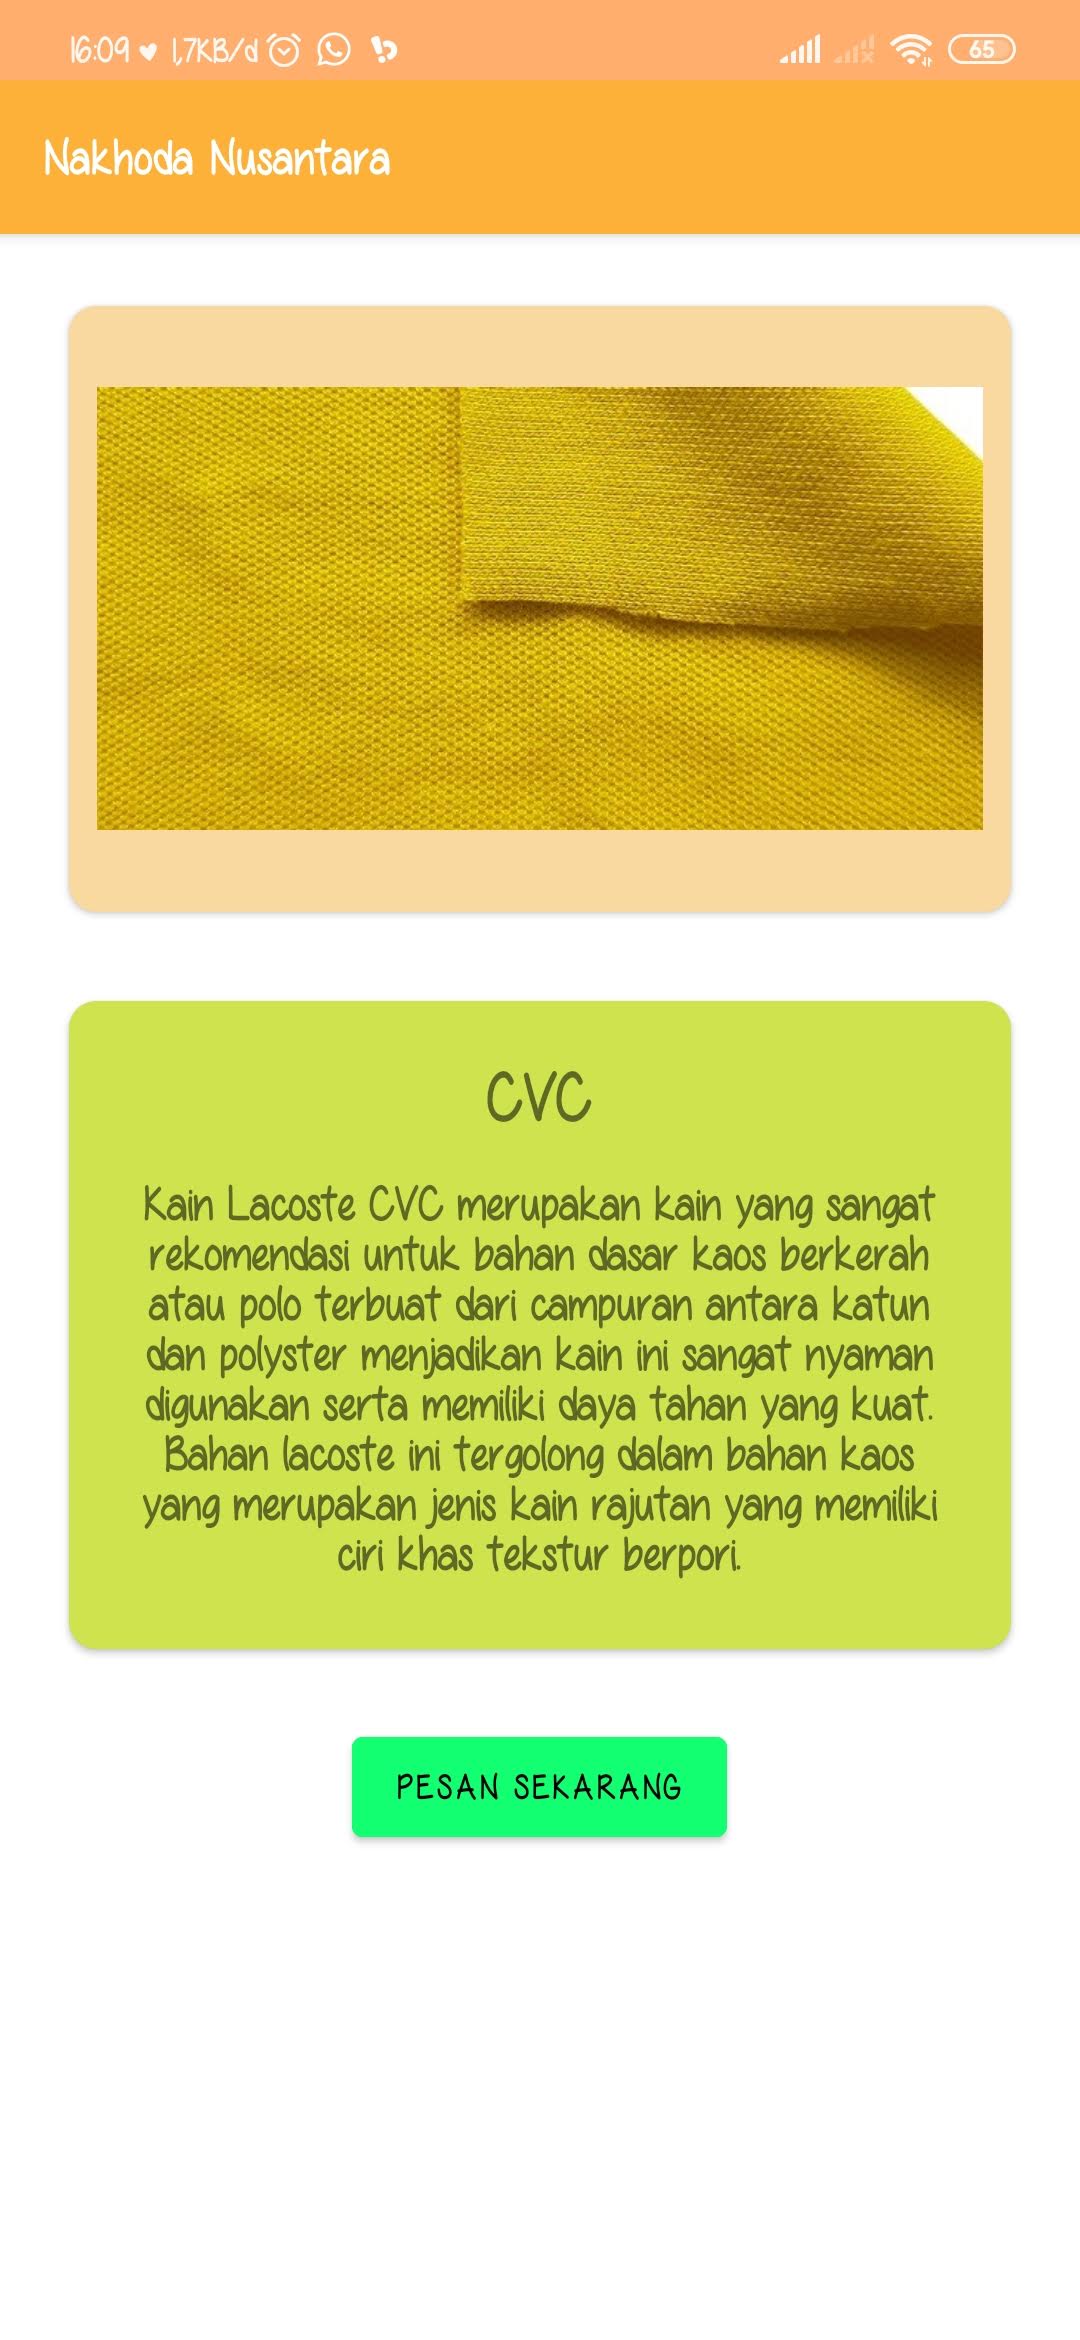 16:09 ♥ 1,7KB/d
65
Nakhoda Nusantara
CVC
Kain Lacoste CVC merupakan kain yang sangat
rekomendasi untuk bahan dasar kaos berkerah
atau polo terbuat dari campuran antara katun
dan polyster menjadikan kain ini sangat nyaman
digunakan serta memiliki daya tahan yang kuat.
Bahan lacoste ini tergolong dalam bahan kaos
yang merupakan jenis kain rajutan yang memiliki
ciri khas tekstur berpori.
PESAN SEKARANG